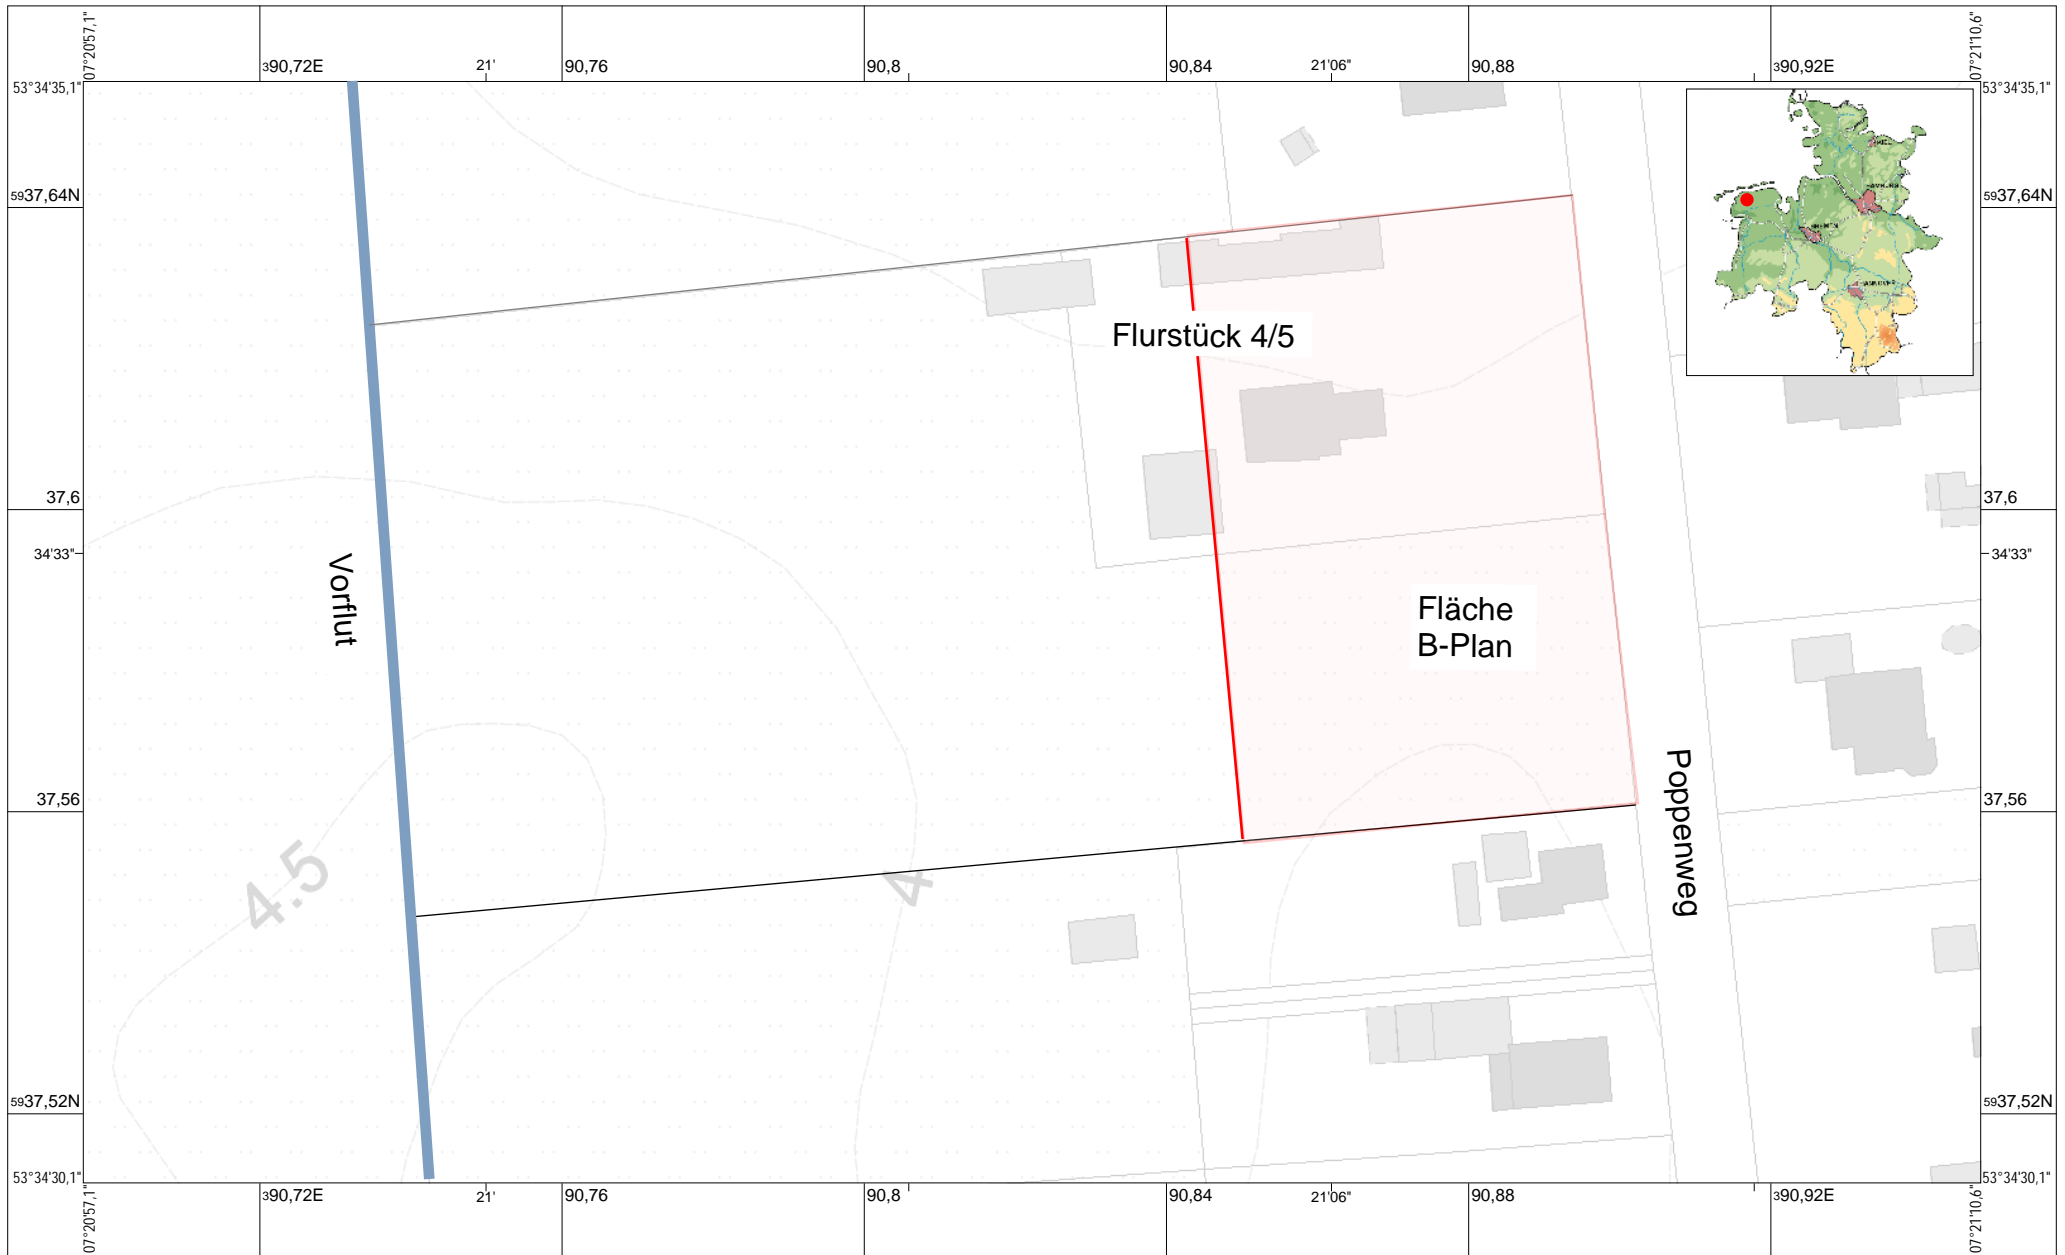 07°20'57,1"
390,72E
21'
90,76
90,8
90,84
21'06"
90,88
390,92E
07°21'10,6"
53°34'35,1"
53°34'35,1"
KIEL
HAMBURG
BREMEN
HANNOVER
5937,64N
5937,64N
Flurstück 4/5
37,6
37,6
34'33"
34'33"
Vorflut
Fläche
B-Plan
Poppenweg
37,56
37,56
4.5
4
5937,52N
5937,52N
53°34'30,1"
53°34'30,1"
07°20'57,1"
390,72E
21'
90,76
90,8
90,84
21'06"
90,88
390,92E
07°21'10,6"